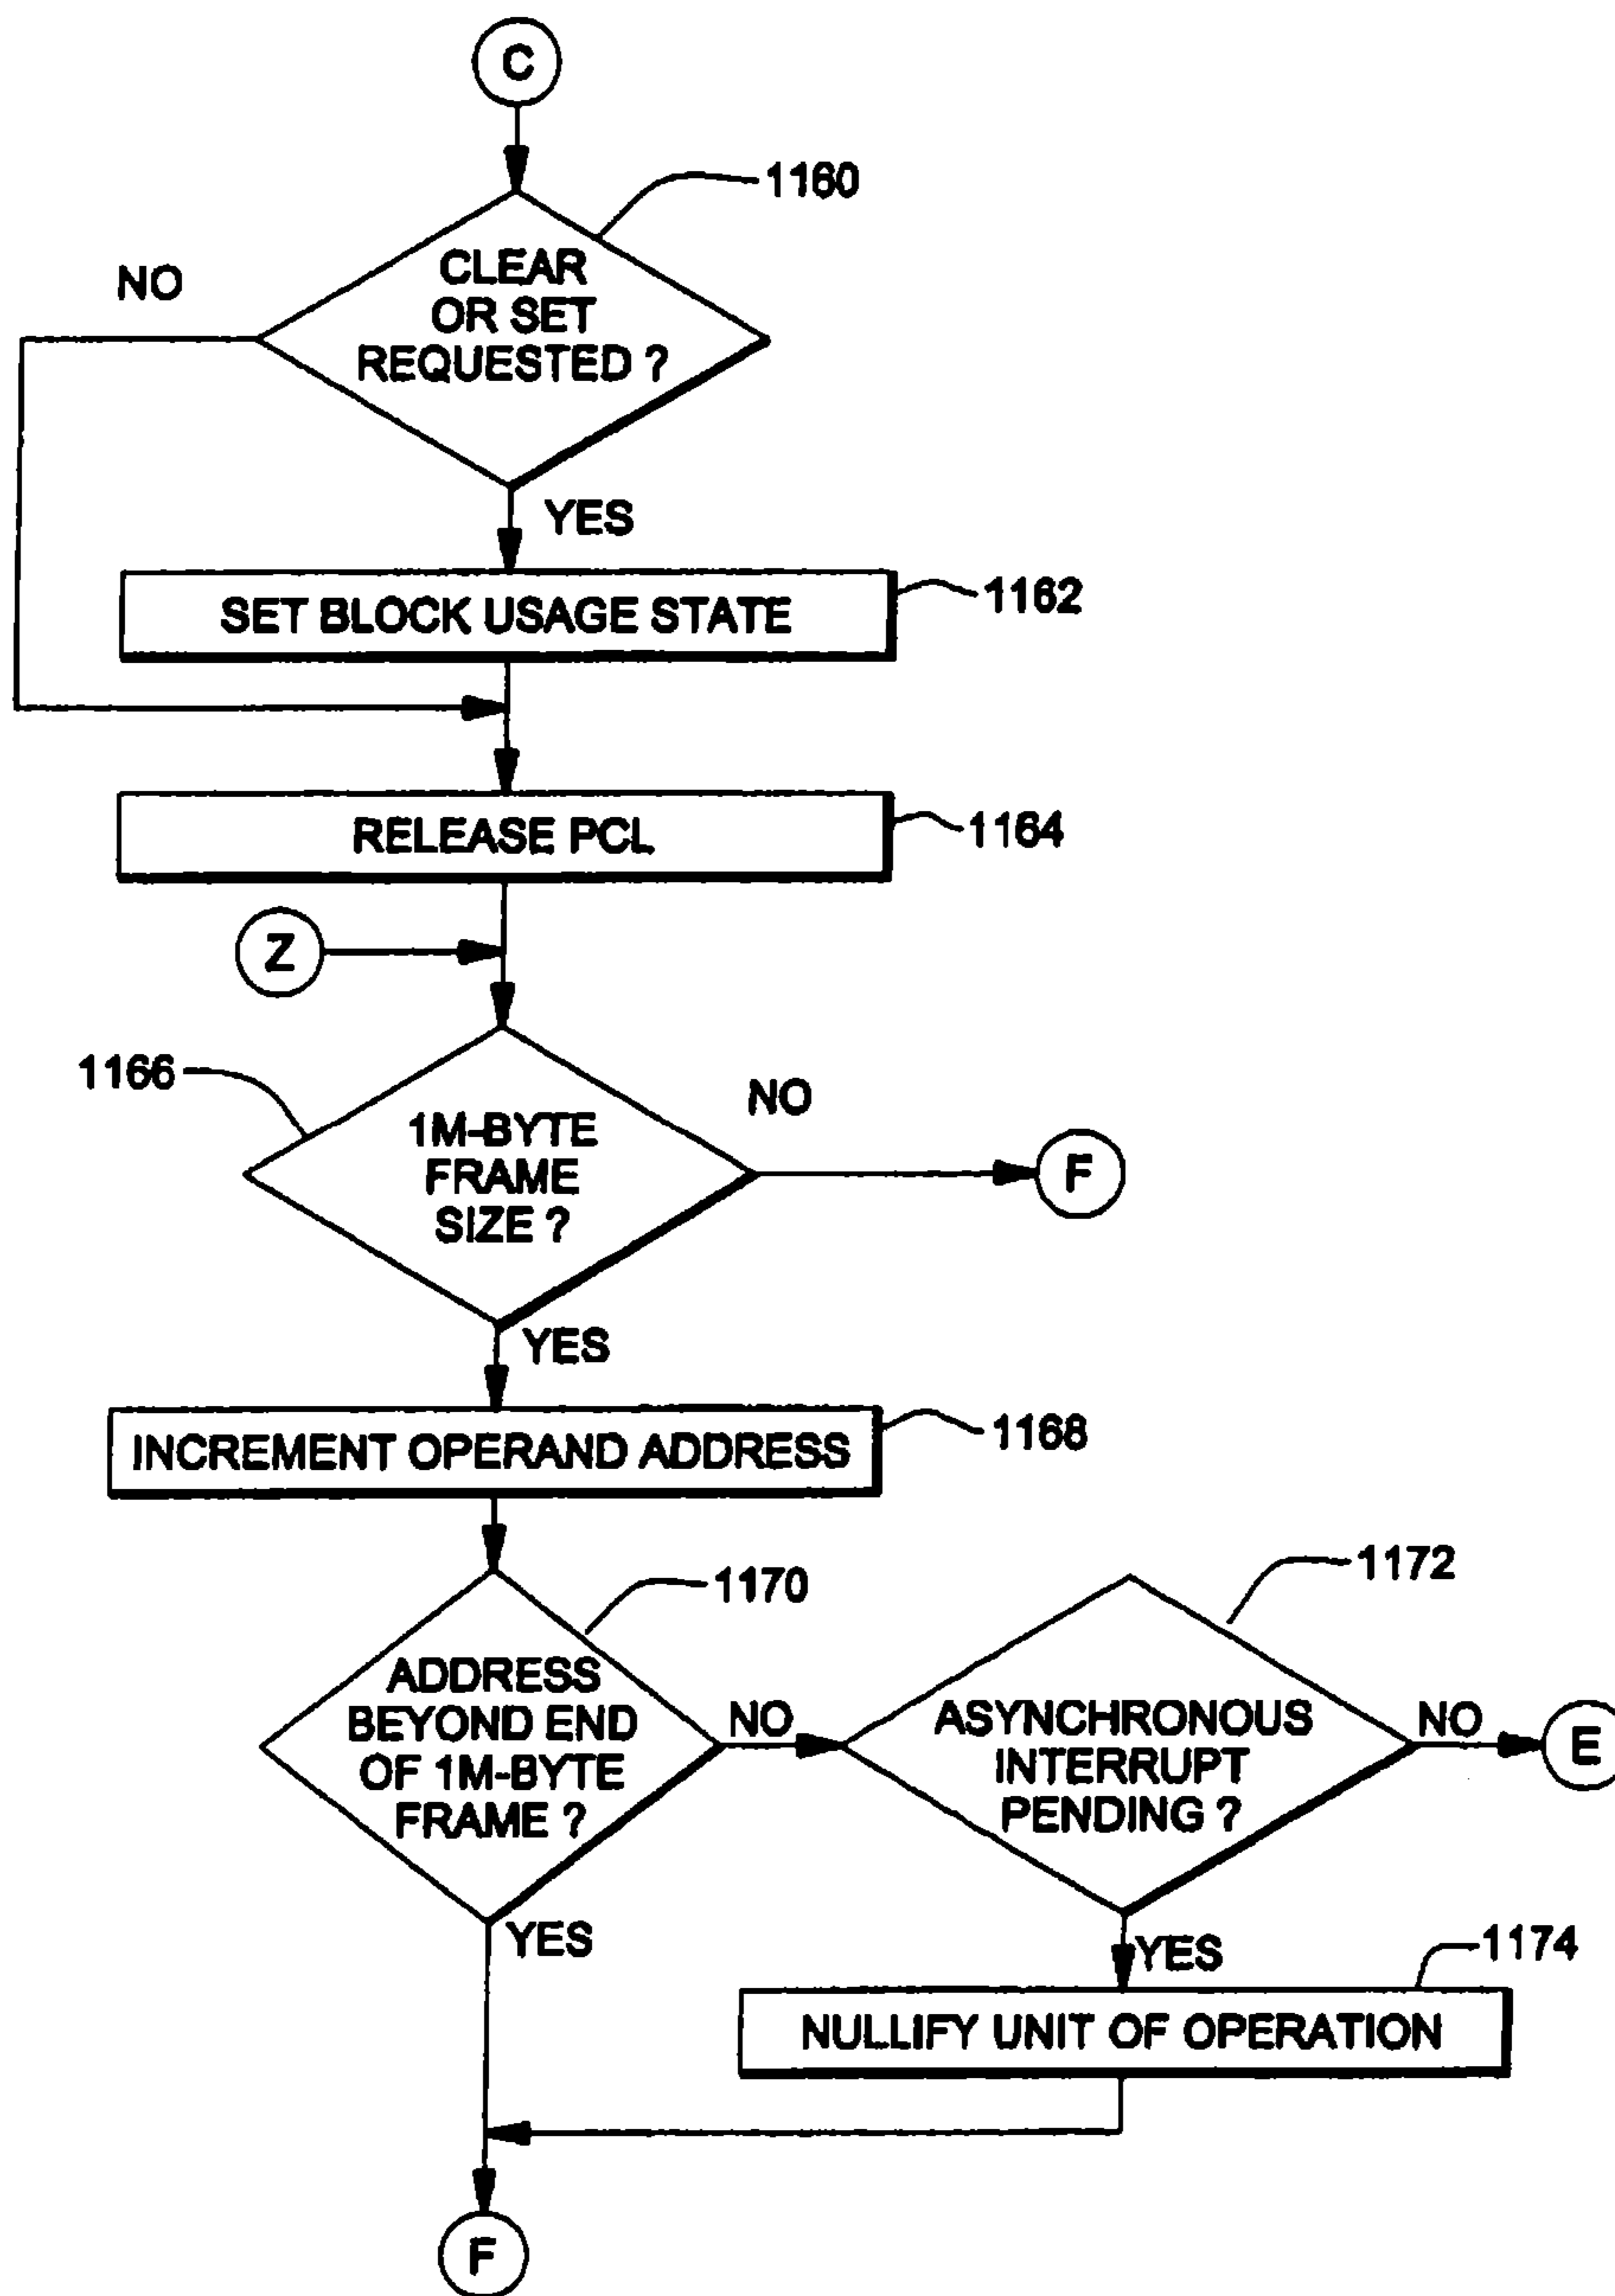 C
1160
NO
CLEAR
OR SET
REQUESTED ?
YES
SET BLOCK USAGE STATE
1162
RELEASE PCL
1164
Z
1166
1M-BYTE
FRAME
SIZE ?
NO
F
YES
INCREMENT OPERAND ADDRESS
1168
1170
ADDRESS
BEYOND END
OF 1M-BYTE
FRAME ?
NO
1172
ASYNCHRONOUS
INTERRUPT
PENDING ?
NO
E
YES
YES
1174
NULLIFY UNIT OF OPERATION
F